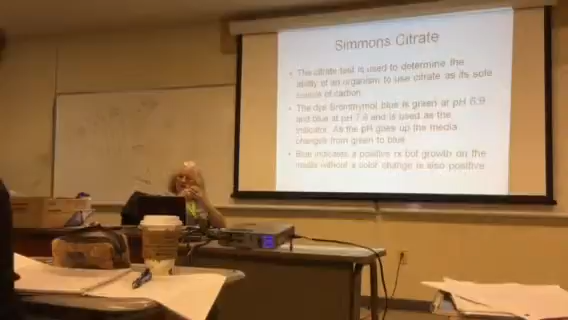 Simmons Citrate
• The citrate test is used to determine the
ability of an organism to use citrate as its sole
source of carbon.
• The dye Bromthymol blue is green at pH 6.9
and blue at pH 7.6 and is used as the
indicator. As the pH goes up the media
changes from green to blue.
• Blue indicates a positive rx but growth on the
media without a color change is also positive